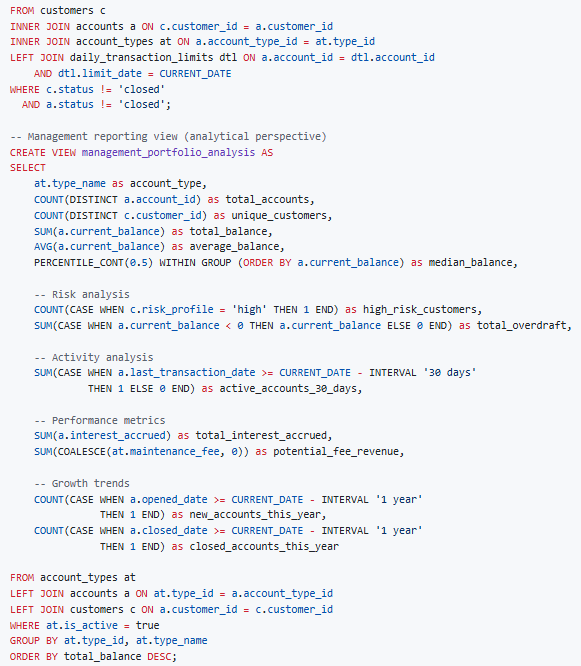 FROM customers c
INNER JOIN accounts a ON c.customer_id = a.customer_id
INNER JOIN account_types at ON a.account_type_id = at.type_id
LEFT JOIN daily_transaction_limits dtl ON a.account_id = dtl.account_id
    AND dtl.limit_date = CURRENT_DATE
WHERE c.status != 'closed'
  AND a.status != 'closed';

-- Management reporting view (analytical perspective)
CREATE VIEW management_portfolio_analysis AS
SELECT
    at.type_name as account_type,
    COUNT(DISTINCT a.account_id) as total_accounts,
    COUNT(DISTINCT c.customer_id) as unique_customers,
    SUM(a.current_balance) as total_balance,
    AVG(a.current_balance) as average_balance,
    PERCENTILE_CONT(0.5) WITHIN GROUP (ORDER BY a.current_balance) as median_balance,

    -- Risk analysis
    COUNT(CASE WHEN c.risk_profile = 'high' THEN 1 END) as high_risk_customers,
    SUM(CASE WHEN a.current_balance < 0 THEN a.current_balance ELSE 0 END) as total_overdraft,

    -- Activity analysis
    SUM(CASE WHEN a.last_transaction_date >= CURRENT_DATE - INTERVAL '30 days'
            THEN 1 ELSE 0 END) as active_accounts_30_days,

    -- Performance metrics
    SUM(a.interest_accrued) as total_interest_accrued,
    SUM(COALESCE(at.maintenance_fee, 0)) as potential_fee_revenue,

    -- Growth trends
    COUNT(CASE WHEN a.opened_date >= CURRENT_DATE - INTERVAL '1 year'
              THEN 1 END) as new_accounts_this_year,
    COUNT(CASE WHEN a.closed_date >= CURRENT_DATE - INTERVAL '1 year'
              THEN 1 END) as closed_accounts_this_year

FROM account_types at
LEFT JOIN accounts a ON at.type_id = a.account_type_id
LEFT JOIN customers c ON a.customer_id = c.customer_id
WHERE at.is_active = true
GROUP BY at.type_id, at.type_name
ORDER BY total_balance DESC;